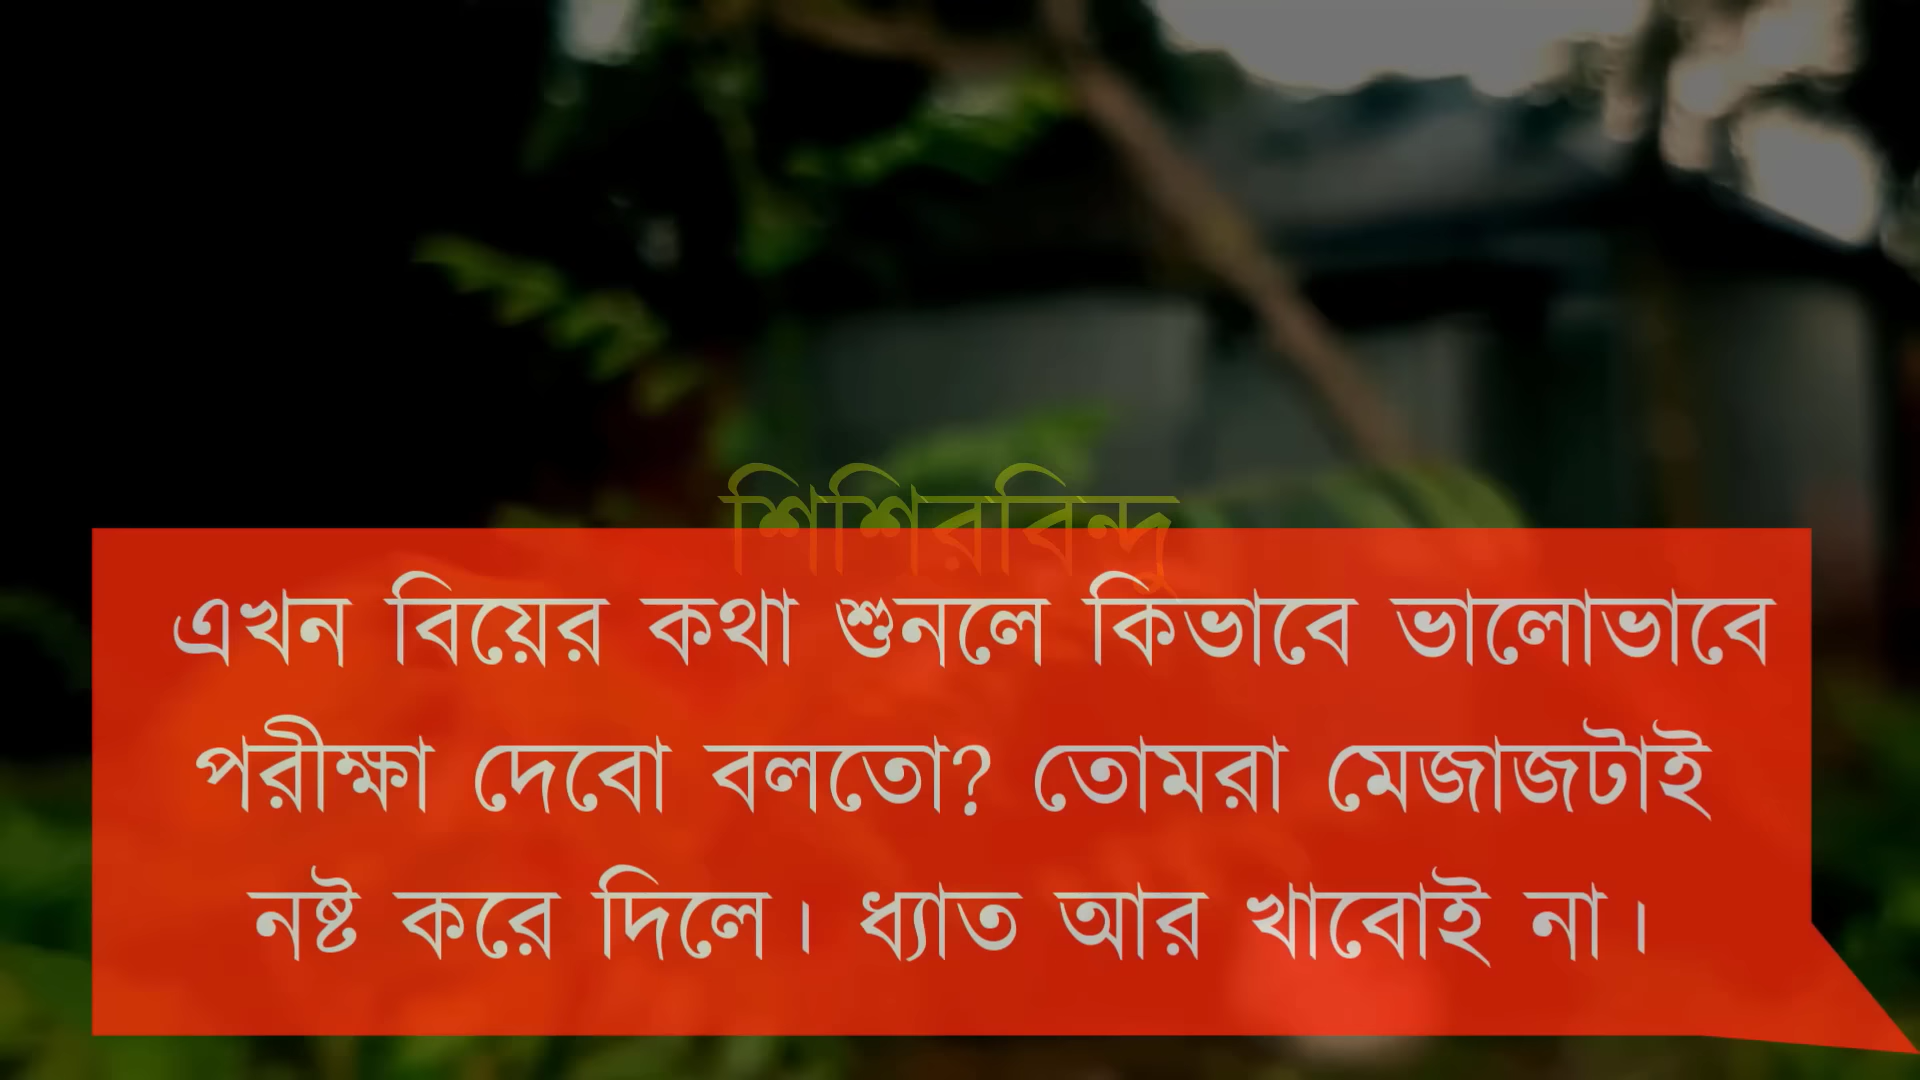 শিশিরবিন্দু
এখন বিয়ের কথা শুনলে কিভাবে ভালোভাবে
পরীক্ষা দেবো বলতো? তোমরা মেজাজটাই
নষ্ট করে দিলে। ধ্যাত আর খাবোই না।